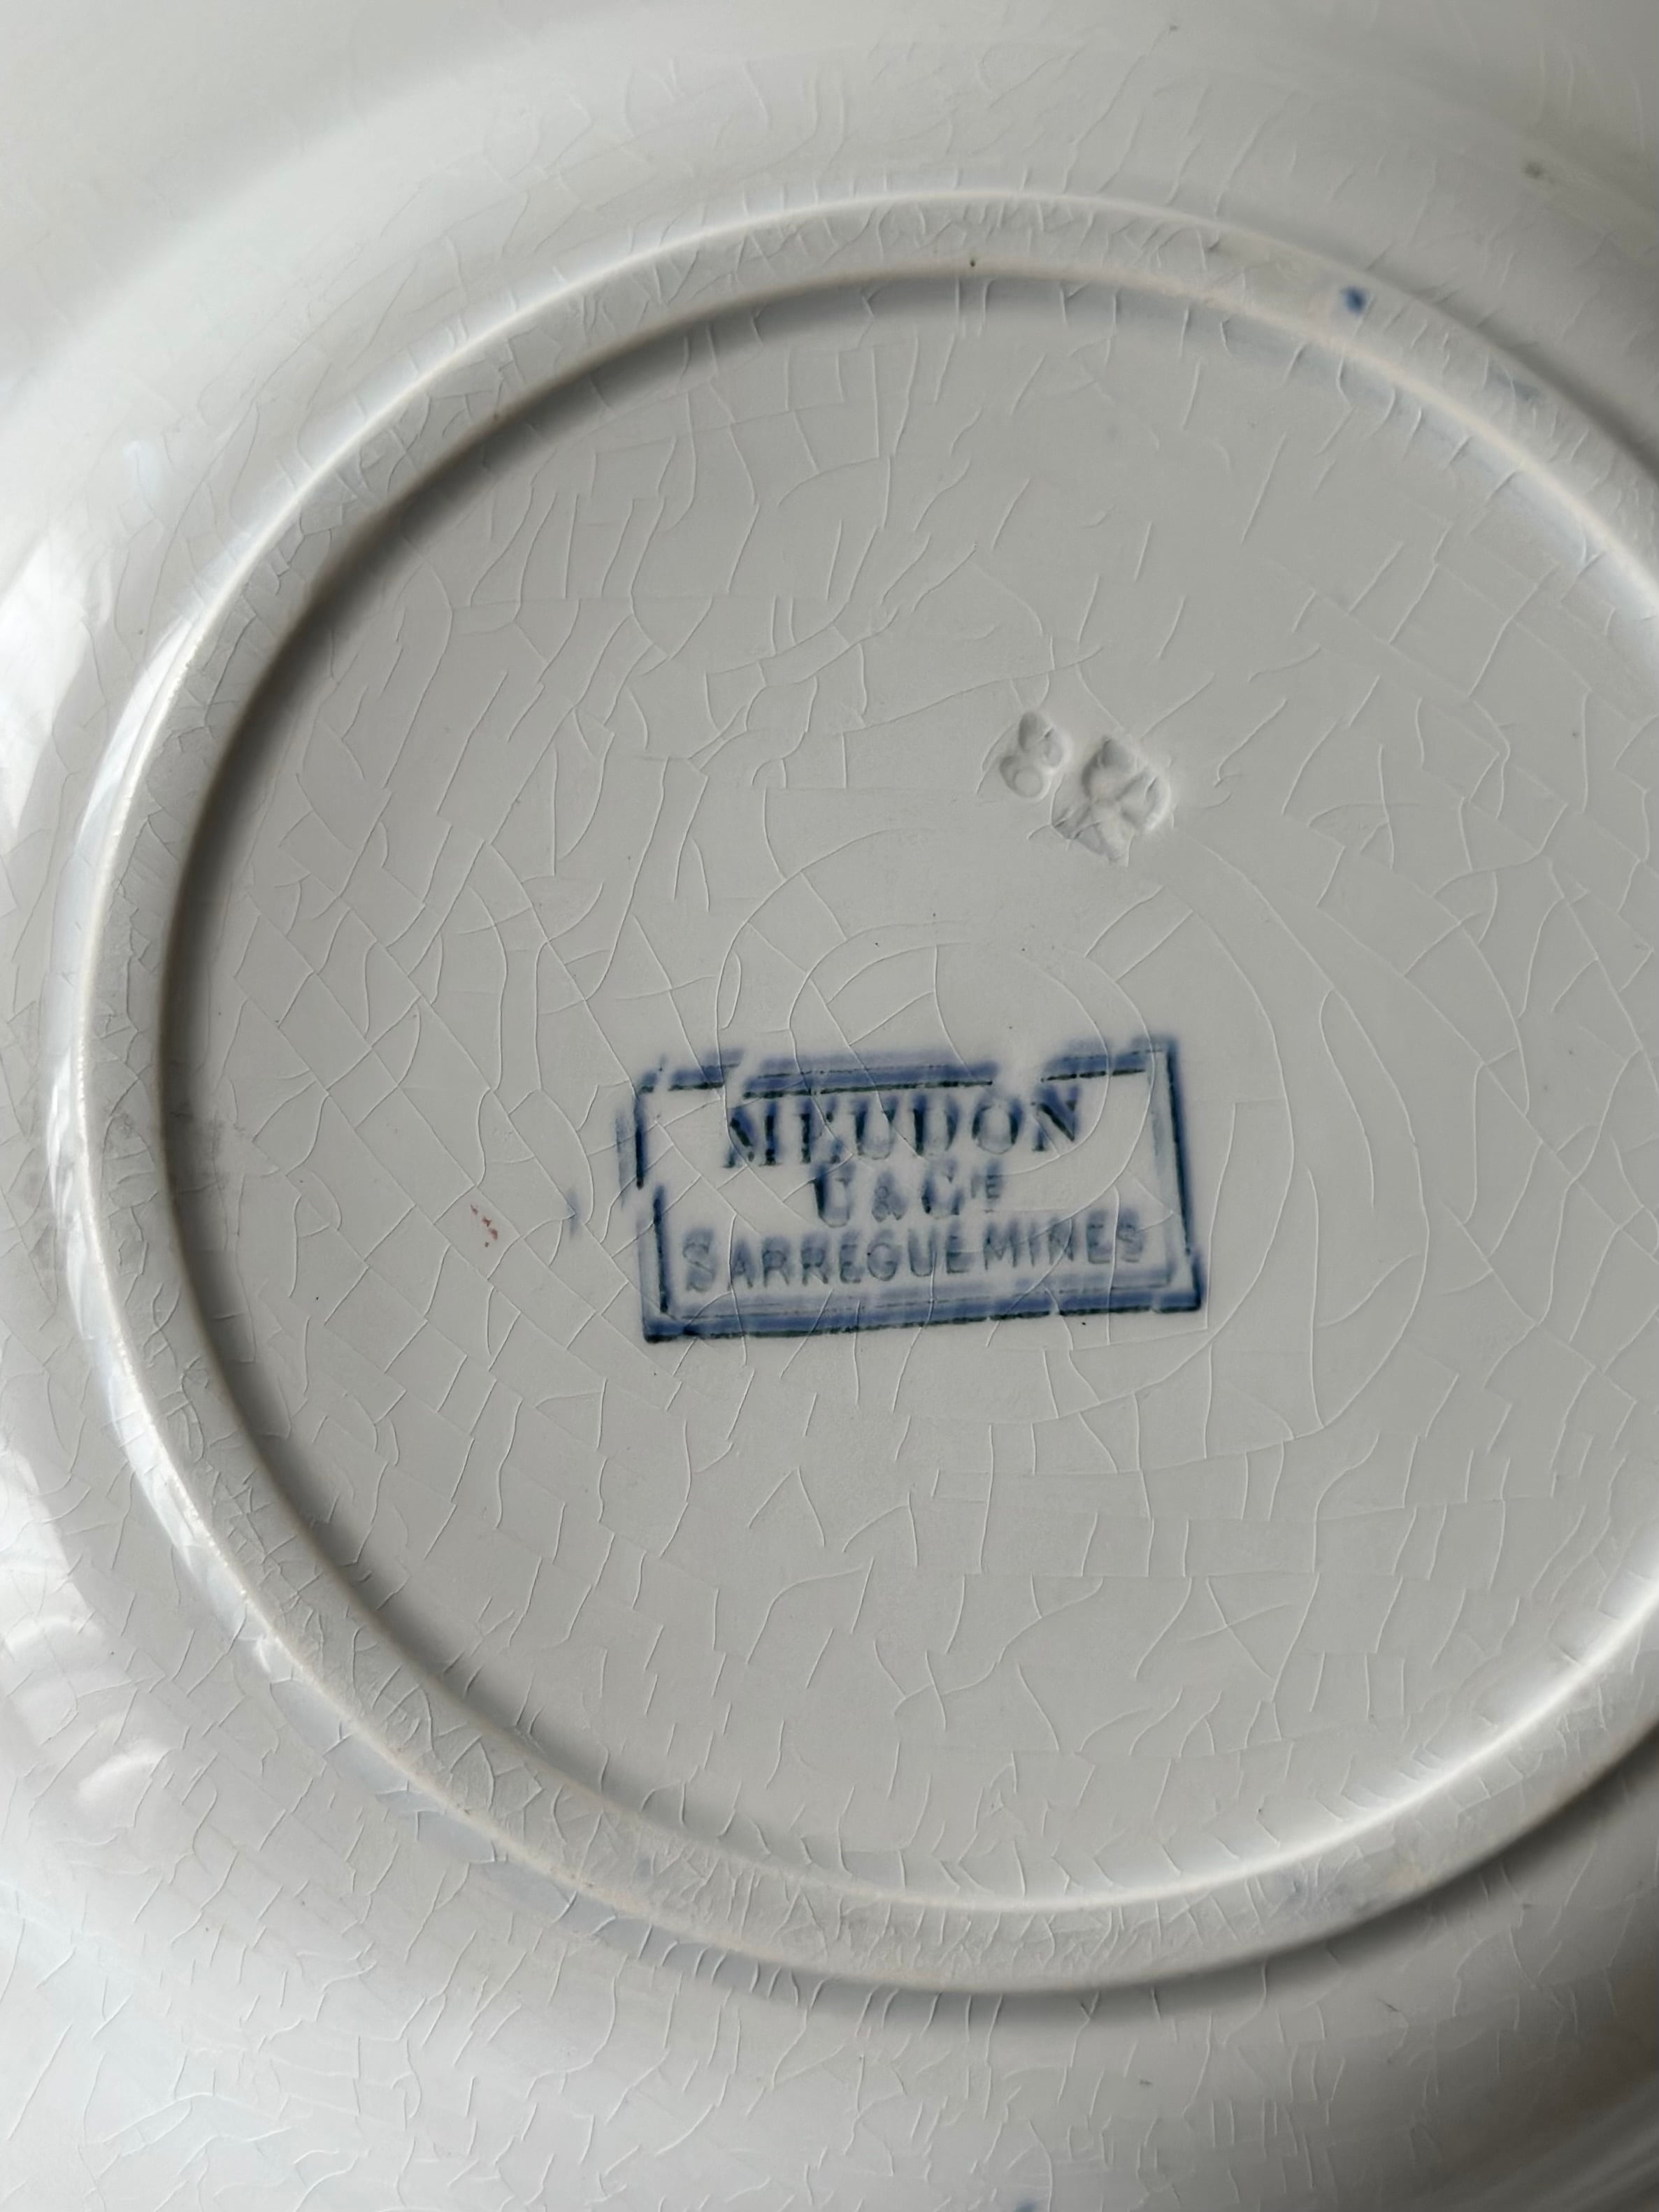 MEUDON
U & Cie
SARREGUEMINES